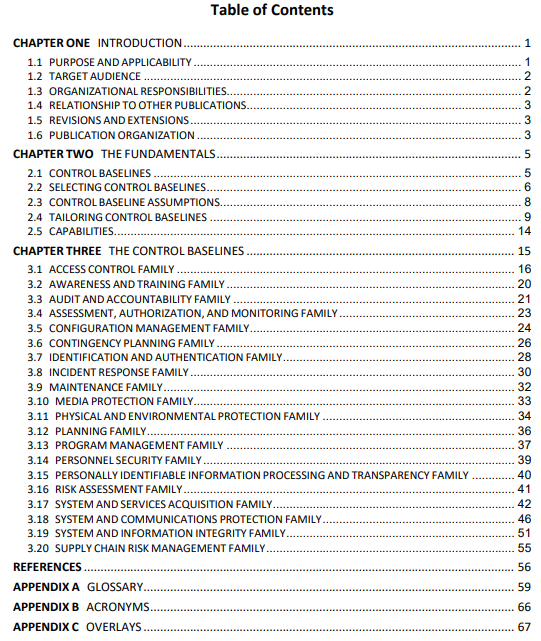 Table of Contents
CHAPTER ONE INTRODUCTION ........ 1
1.1 PURPOSE AND APPLICABILITY ........ 1
1.2 TARGET AUDIENCE ........ 2
1.3 ORGANIZATIONAL RESPONSIBILITIES ........ 2
1.4 RELATIONSHIP TO OTHER PUBLICATIONS ........ 3
1.5 REVISIONS AND EXTENSIONS ........ 3
1.6 PUBLICATION ORGANIZATION ........ 3
CHAPTER TWO THE FUNDAMENTALS ........ 5
2.1 CONTROL BASELINES ........ 5
2.2 SELECTING CONTROL BASELINES ........ 6
2.3 CONTROL BASELINE ASSUMPTIONS ........ 8
2.4 TAILORING CONTROL BASELINES ........ 9
2.5 CAPABILITIES ........ 14
CHAPTER THREE THE CONTROL BASELINES ........ 15
3.1 ACCESS CONTROL FAMILY ........ 16
3.2 AWARENESS AND TRAINING FAMILY ........ 20
3.3 AUDIT AND ACCOUNTABILITY FAMILY ........ 21
3.4 ASSESSMENT, AUTHORIZATION, AND MONITORING FAMILY ........ 23
3.5 CONFIGURATION MANAGEMENT FAMILY ........ 24
3.6 CONTINGENCY PLANNING FAMILY ........ 26
3.7 IDENTIFICATION AND AUTHENTICATION FAMILY ........ 28
3.8 INCIDENT RESPONSE FAMILY ........ 30
3.9 MAINTENANCE FAMILY ........ 32
3.10 MEDIA PROTECTION FAMILY ........ 33
3.11 PHYSICAL AND ENVIRONMENTAL PROTECTION FAMILY ........ 34
3.12 PLANNING FAMILY ........ 36
3.13 PROGRAM MANAGEMENT FAMILY ........ 37
3.14 PERSONNEL SECURITY FAMILY ........ 39
3.15 PERSONALLY IDENTIFIABLE INFORMATION PROCESSING AND TRANSPARENCY FAMILY ........ 40
3.16 RISK ASSESSMENT FAMILY ........ 41
3.17 SYSTEM AND SERVICES ACQUISITION FAMILY ........ 42
3.18 SYSTEM AND COMMUNICATIONS PROTECTION FAMILY ........ 46
3.19 SYSTEM AND INFORMATION INTEGRITY FAMILY ........ 51
3.20 SUPPLY CHAIN RISK MANAGEMENT FAMILY ........ 55
REFERENCES ........ 56
APPENDIX A GLOSSARY ........ 59
APPENDIX B ACRONYMS ........ 66
APPENDIX C OVERLAYS ........ 67